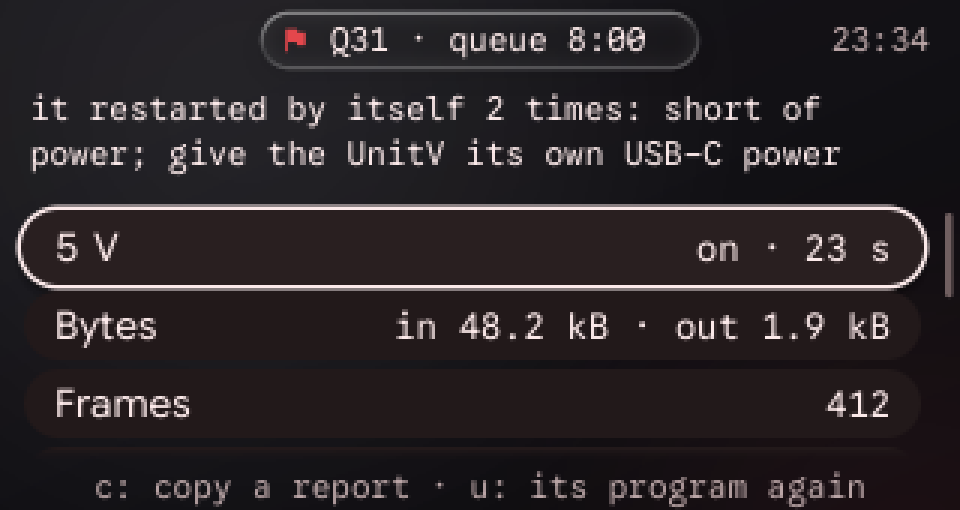 Q31 · queue 8:00
23:34
it restarted by itself 2 times: short of
power; give the UnitV its own USB-C power
5 V on · 23 s
Bytes in 48.2 kB · out 1.9 kB
Frames 412
c: copy a report · u: its program again